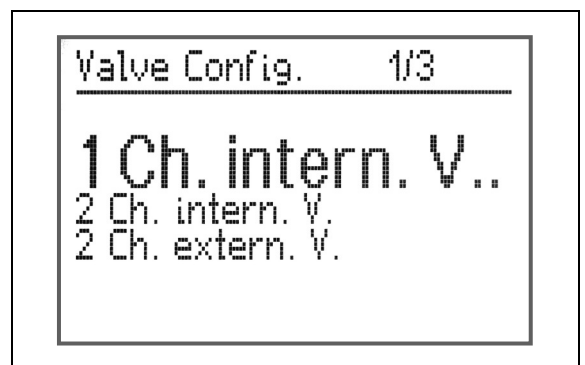 Valve Config. 1/3
1 Ch. intern. V..
2 Ch. intern. V.
2 Ch. extern. V.